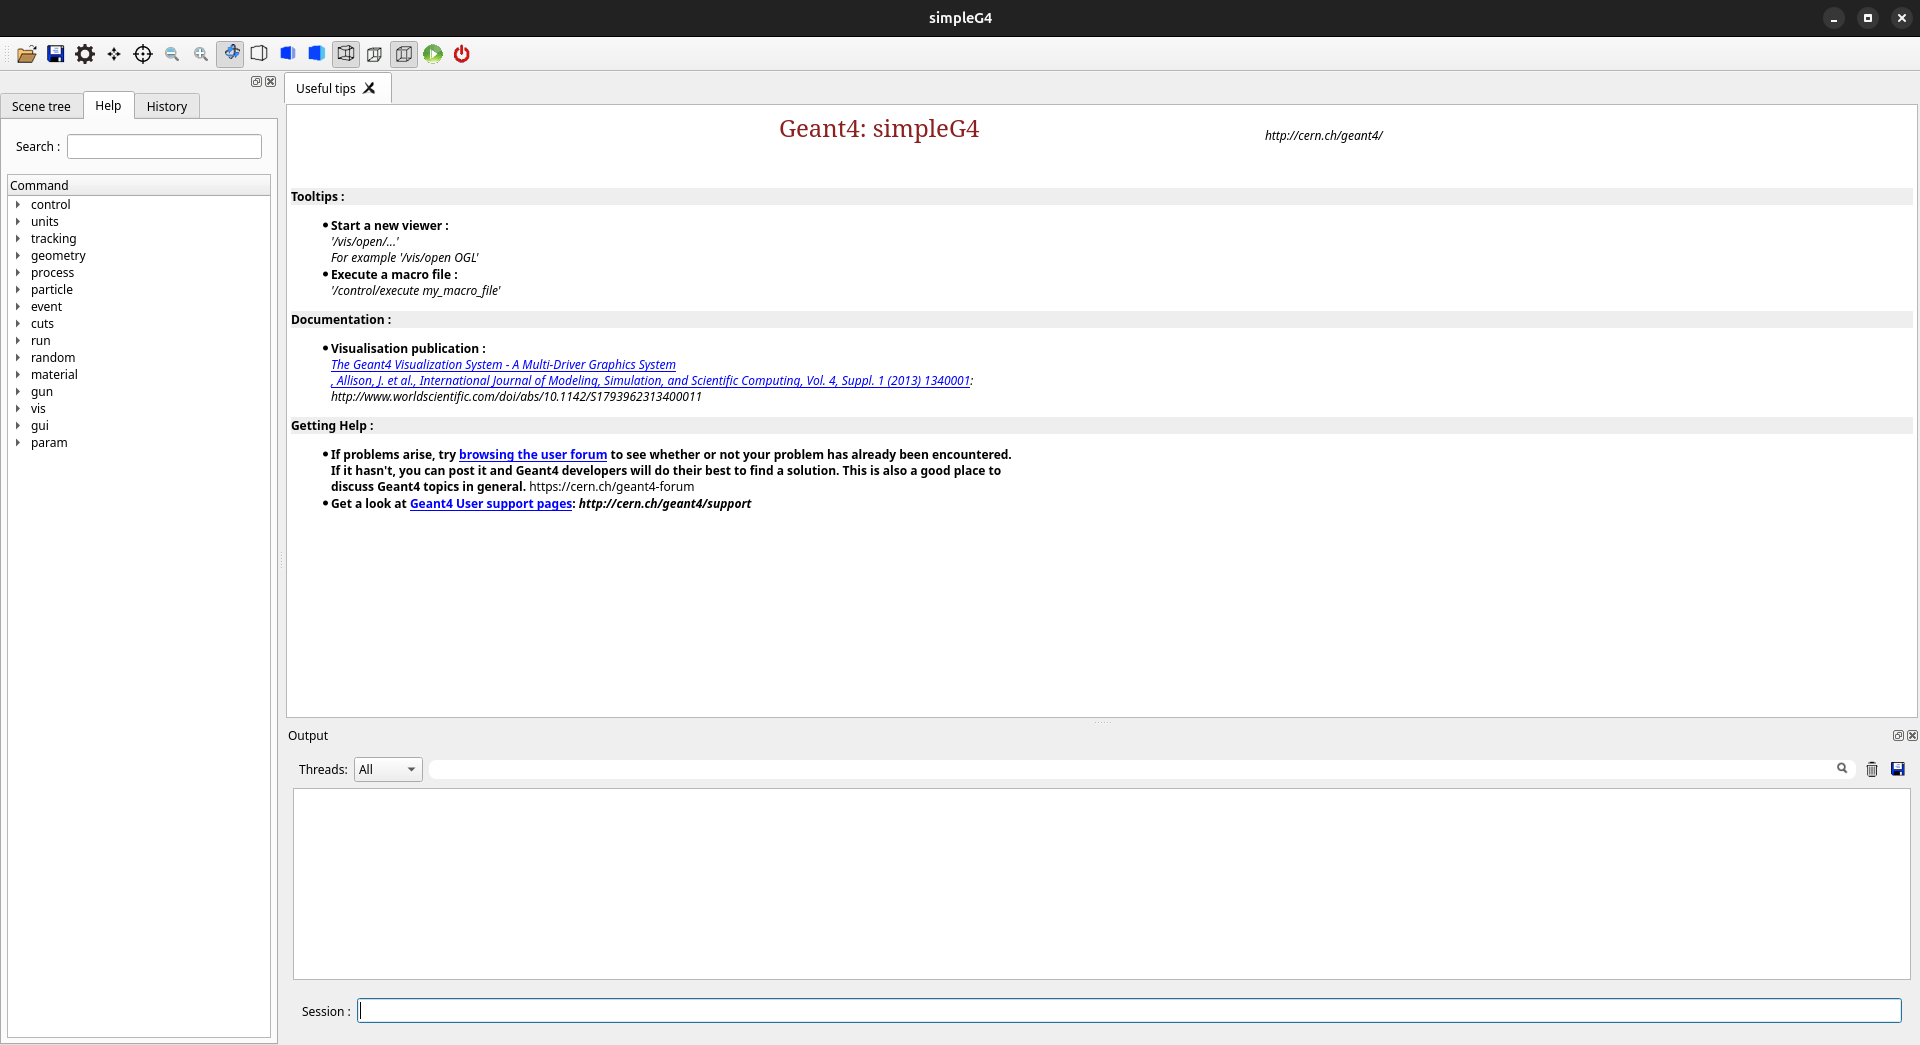 simpleG4
Useful tips
Scene tree
Help
History
Search :
Command
control
units
tracking
geometry
process
particle
event
cuts
run
random
material
gun
vis
gui
param
Geant4: simpleG4
http://cern.ch/geant4/
Tooltips :
Start a new viewer :
'/vis/open/...'
For example '/vis/open OGL'
Execute a macro file :
'/control/execute my_macro_file'
Documentation :
Visualisation publication :
The Geant4 Visualization System - A Multi-Driver Graphics System
, Allison, J. et al., International Journal of Modeling, Simulation, and Scientific Computing, Vol. 4, Suppl. 1 (2013) 1340001:
http://www.worldscientific.com/doi/abs/10.1142/S1793962313400011
Getting Help :
If problems arise, try browsing the user forum to see whether or not your problem has already been encountered.
If it hasn't, you can post it and Geant4 developers will do their best to find a solution. This is also a good place to
discuss Geant4 topics in general. https://cern.ch/geant4-forum
Get a look at Geant4 User support pages: http://cern.ch/geant4/support
Output
Threads: All
Session :